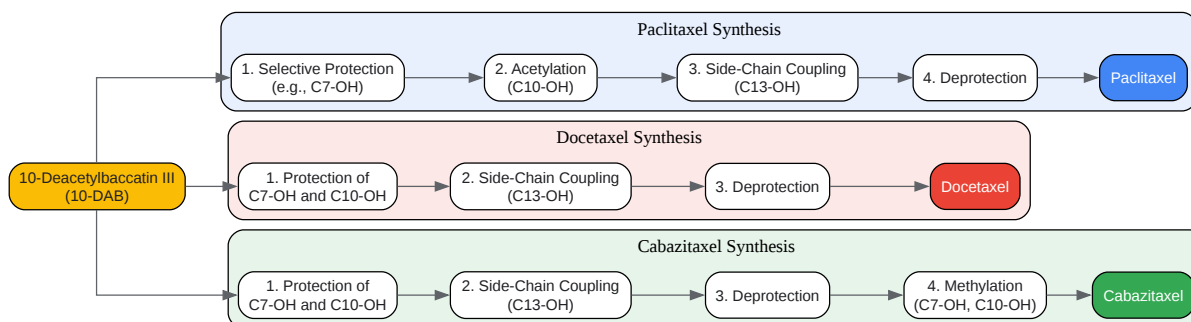 Paclitaxel Synthesis
1. Selective Protection
(e.g., C7-OH)
2. Acetylation
(C10-OH)
3. Side-Chain Coupling
(C13-OH)
4. Deprotection
Paclitaxel
10-Deacetylbaccatin III
(10-DAB)
Docetaxel Synthesis
1. Protection of
C7-OH and C10-OH
2. Side-Chain Coupling
(C13-OH)
3. Deprotection
Docetaxel
Cabazitaxel Synthesis
1. Protection of
C7-OH and C10-OH
2. Side-Chain Coupling
(C13-OH)
3. Deprotection
4. Methylation
(C7-OH, C10-OH)
Cabazitaxel